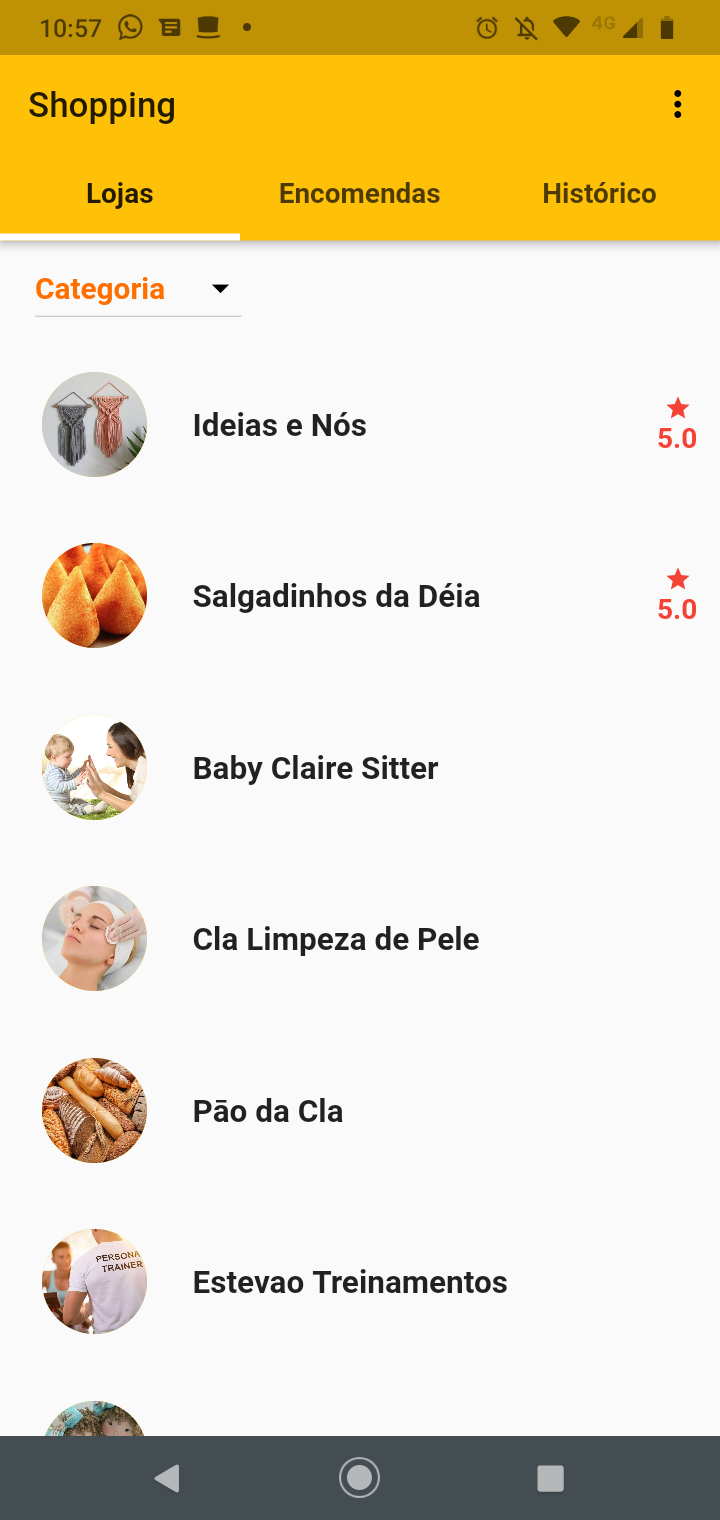 10:57
4G
Shopping
Lojas Encomendas Histórico
Categoria
Ideias e Nós
5.0
Salgadinhos da Déia
5.0
Baby Claire Sitter
Cla Limpeza de Pele
Pão da Cla
PERSONA
TRAINER
Estevao Treinamentos